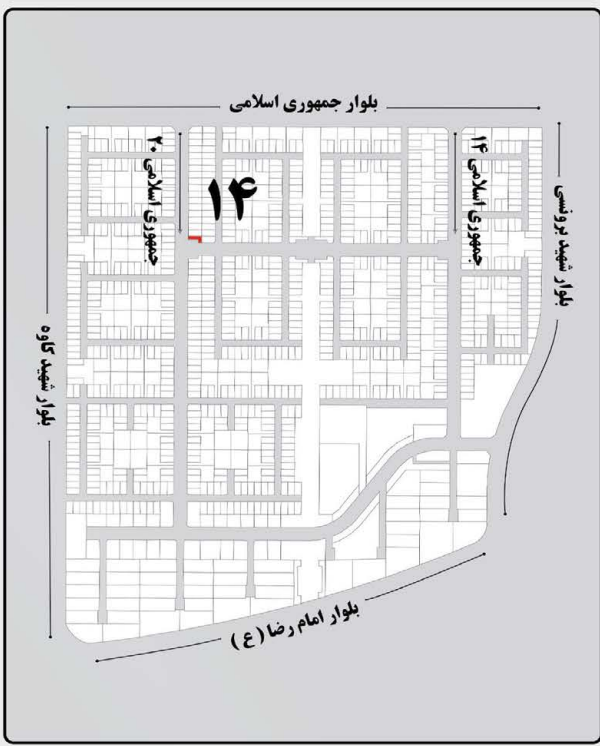 بلوار جمهوری اسلامی
جمهوری اسلامی ۱۴
جمهوری اسلامی ۲۰
۱۴
بلوار شهید برونسی
بلوار شهید کاوه
بلوار امام رضا (ع)